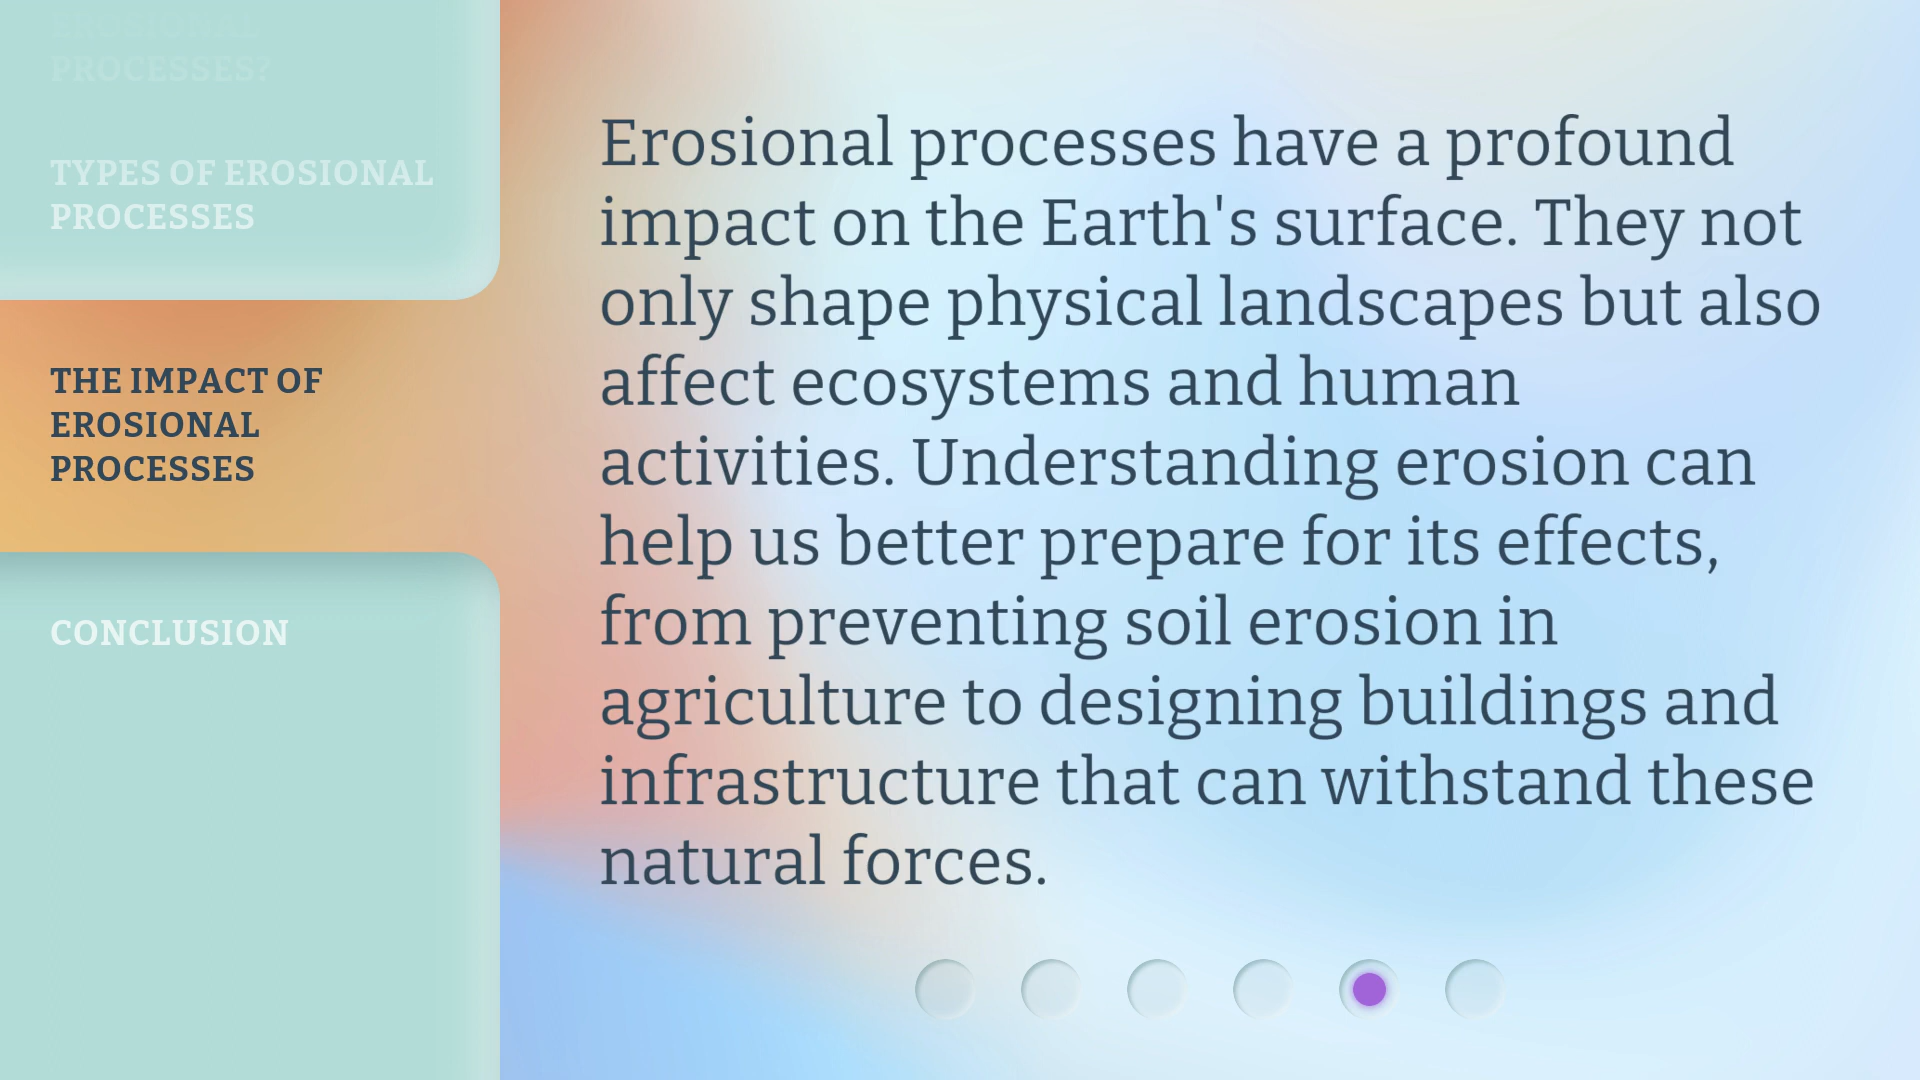 EROSIONAL
PROCESSES?
TYPES OF EROSIONAL
PROCESSES
THE IMPACT OF
EROSIONAL
PROCESSES
CONCLUSION
Erosional processes have a profound
impact on the Earth's surface. They not
only shape physical landscapes but also
affect ecosystems and human
activities. Understanding erosion can
help us better prepare for its effects,
from preventing soil erosion in
agriculture to designing buildings and
infrastructure that can withstand these
natural forces.